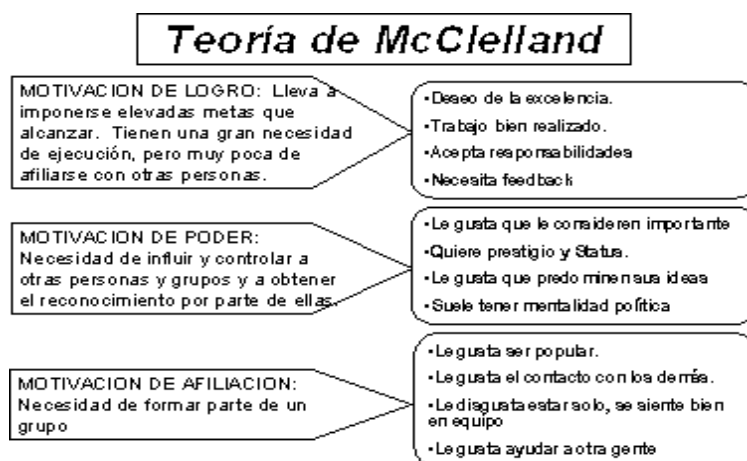 Teoría de McClelland
MOTIVACION DE LOGRO: Lleva a
imponerse elevadas metas que
alcanzar. Tienen una gran necesidad
de ejecución, pero muy poca de
afiliarse con otras personas.
•Deseo de la excelencia.
•Trabajo bien realizado.
•Acepta responsabilidades
•Necesita feedback
MOTIVACION DE PODER:
Necesidad de influir y controlar a
otras personas y grupos y a obtener
el reconocimiento por parte de ellas.
•Le gusta que le consideren importante
•Quiere prestigio y Status.
•Le gusta que predominen sus ideas
•Suele tener mentalidad política
MOTIVACION DE AFILIACION:
Necesidad de formar parte de un
grupo
•Le gusta ser popular.
•Le gusta el contacto con los demás.
•Le disgusta estar solo, se siente bien
en equipo
•Le gusta ayudar a otra gente